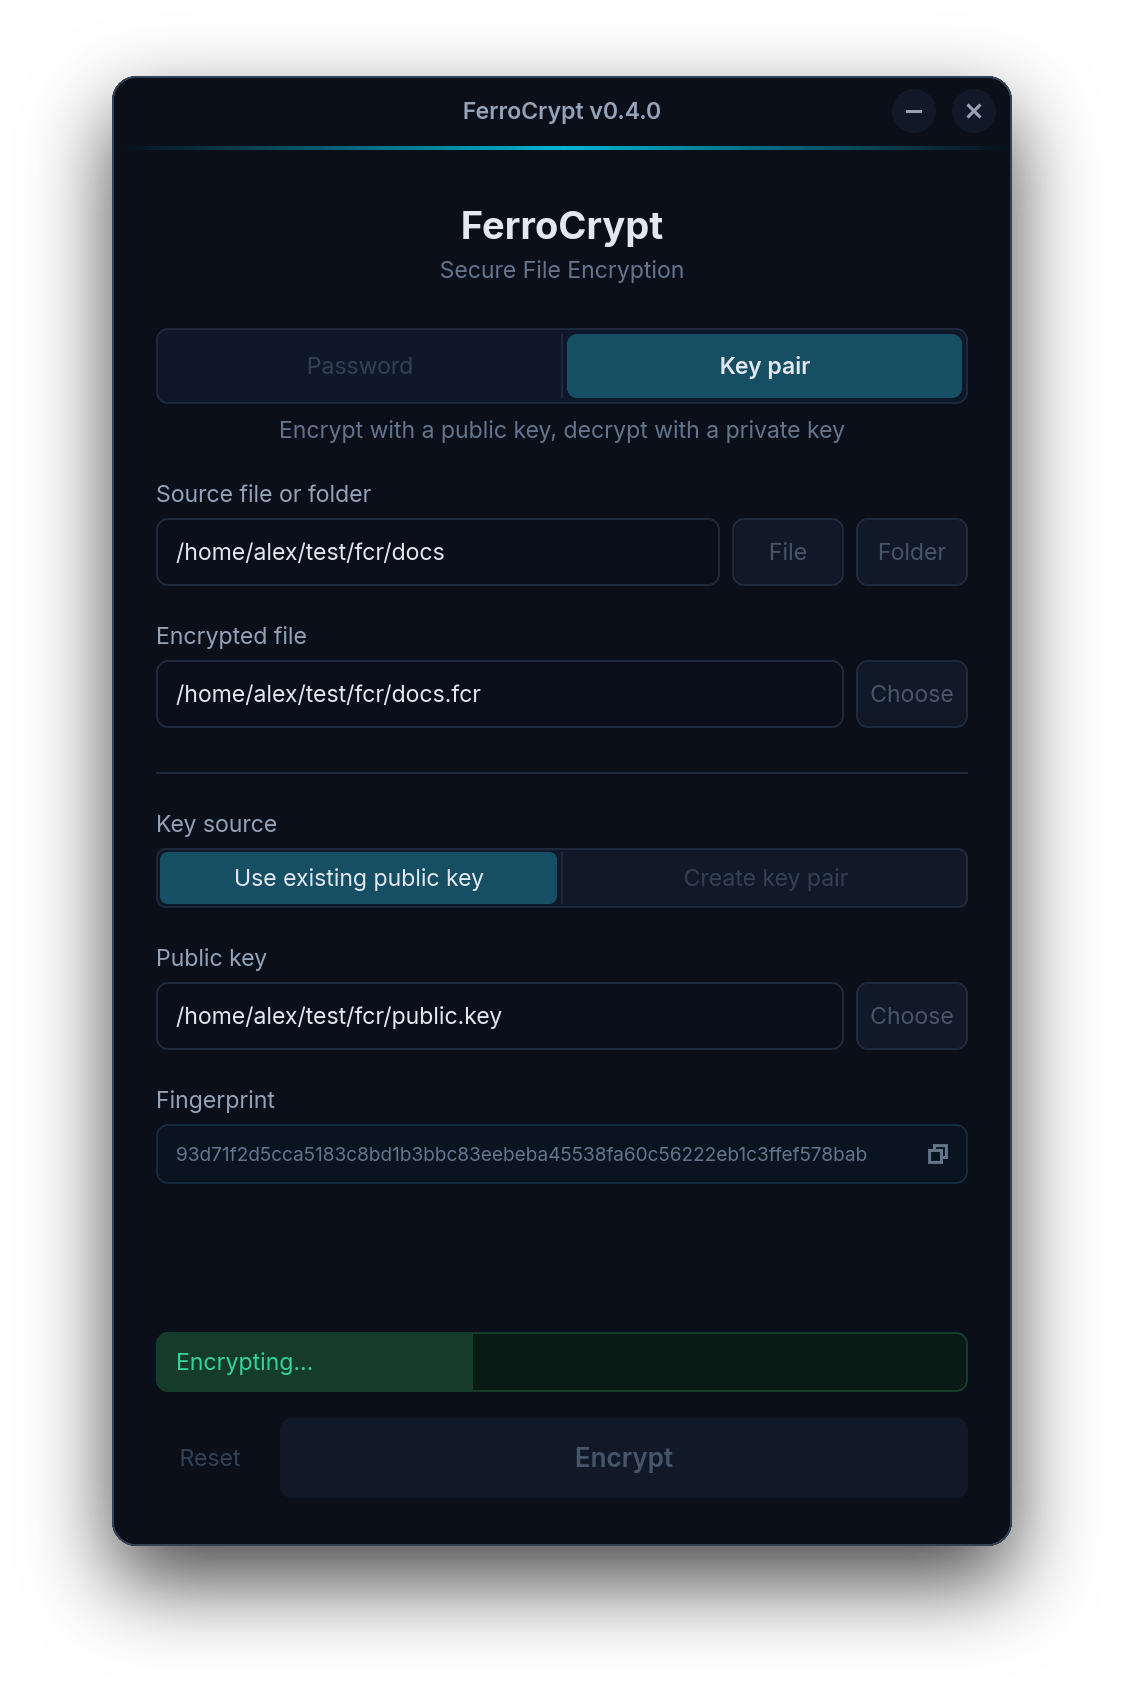 FerroCrypt v0.4.0
FerroCrypt
Secure File Encryption
Password Key pair
Encrypt with a public key, decrypt with a private key
Source file or folder
/home/alex/test/fcr/docs File Folder
Encrypted file
/home/alex/test/fcr/docs.fcr Choose
Key source
Use existing public key Create key pair
Public key
/home/alex/test/fcr/public.key Choose
Fingerprint
93d71f2d5cca5183c8bd1b3bbc83eebeba45538fa60c56222eb1c3ffef578bab
Encrypting...
Reset Encrypt